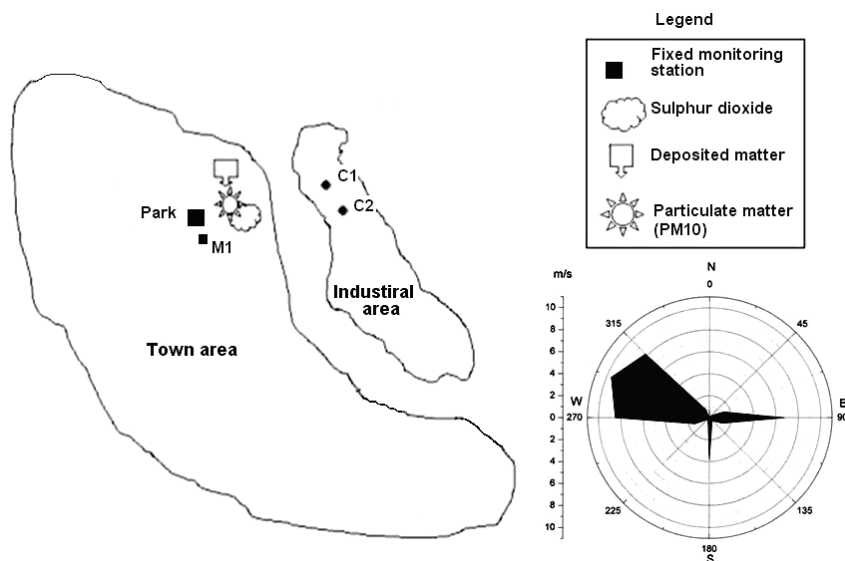 Legend
Fixed monitoring
station
Sulphur dioxide
Deposited matter
Particulate matter
(PM10)
C1
C2
Park
M1
Industiral
area
Town area
m/s
N
0
10
8
6
4
2
0
2
4
6
8
10
315
45
W
270
E
90
225
135
180
S